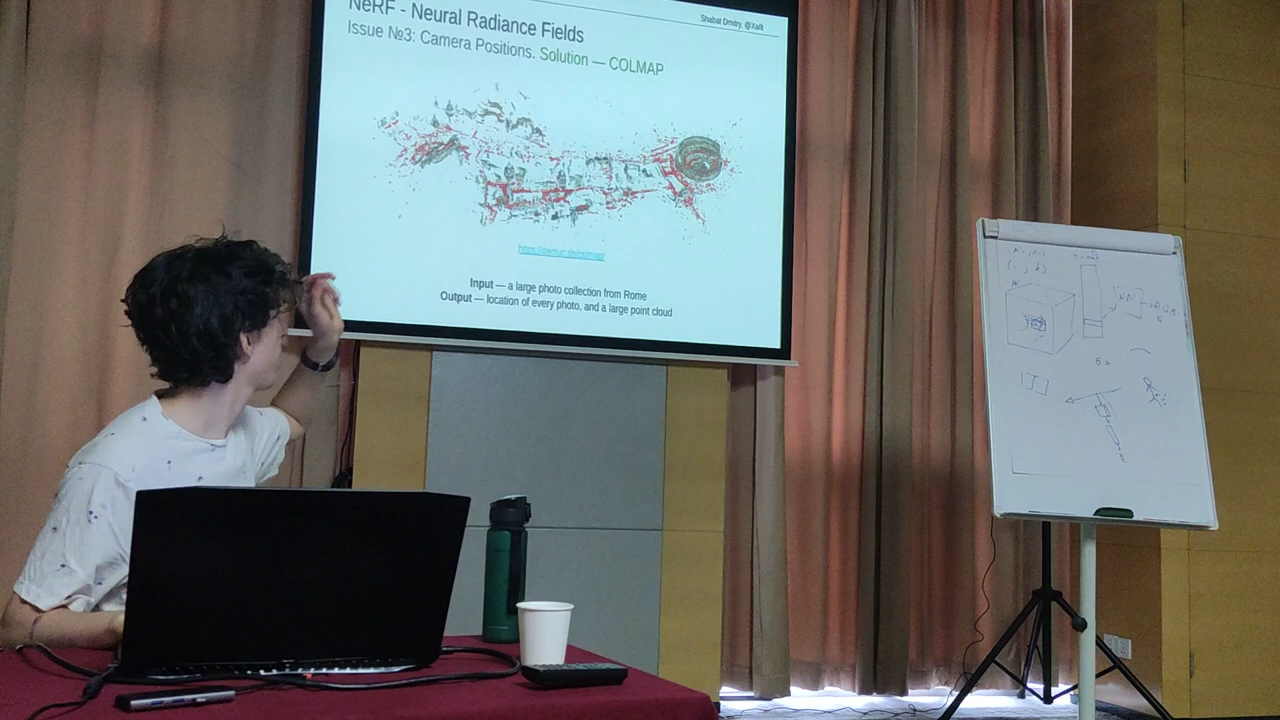 NeRF - Neural Radiance Fields
Shabat Dmitry, @Xallt
Issue №3: Camera Positions. Solution — COLMAP
https://demuc.de/colmap/
Input — a large photo collection from Rome
Output — location of every photo, and a large point cloud